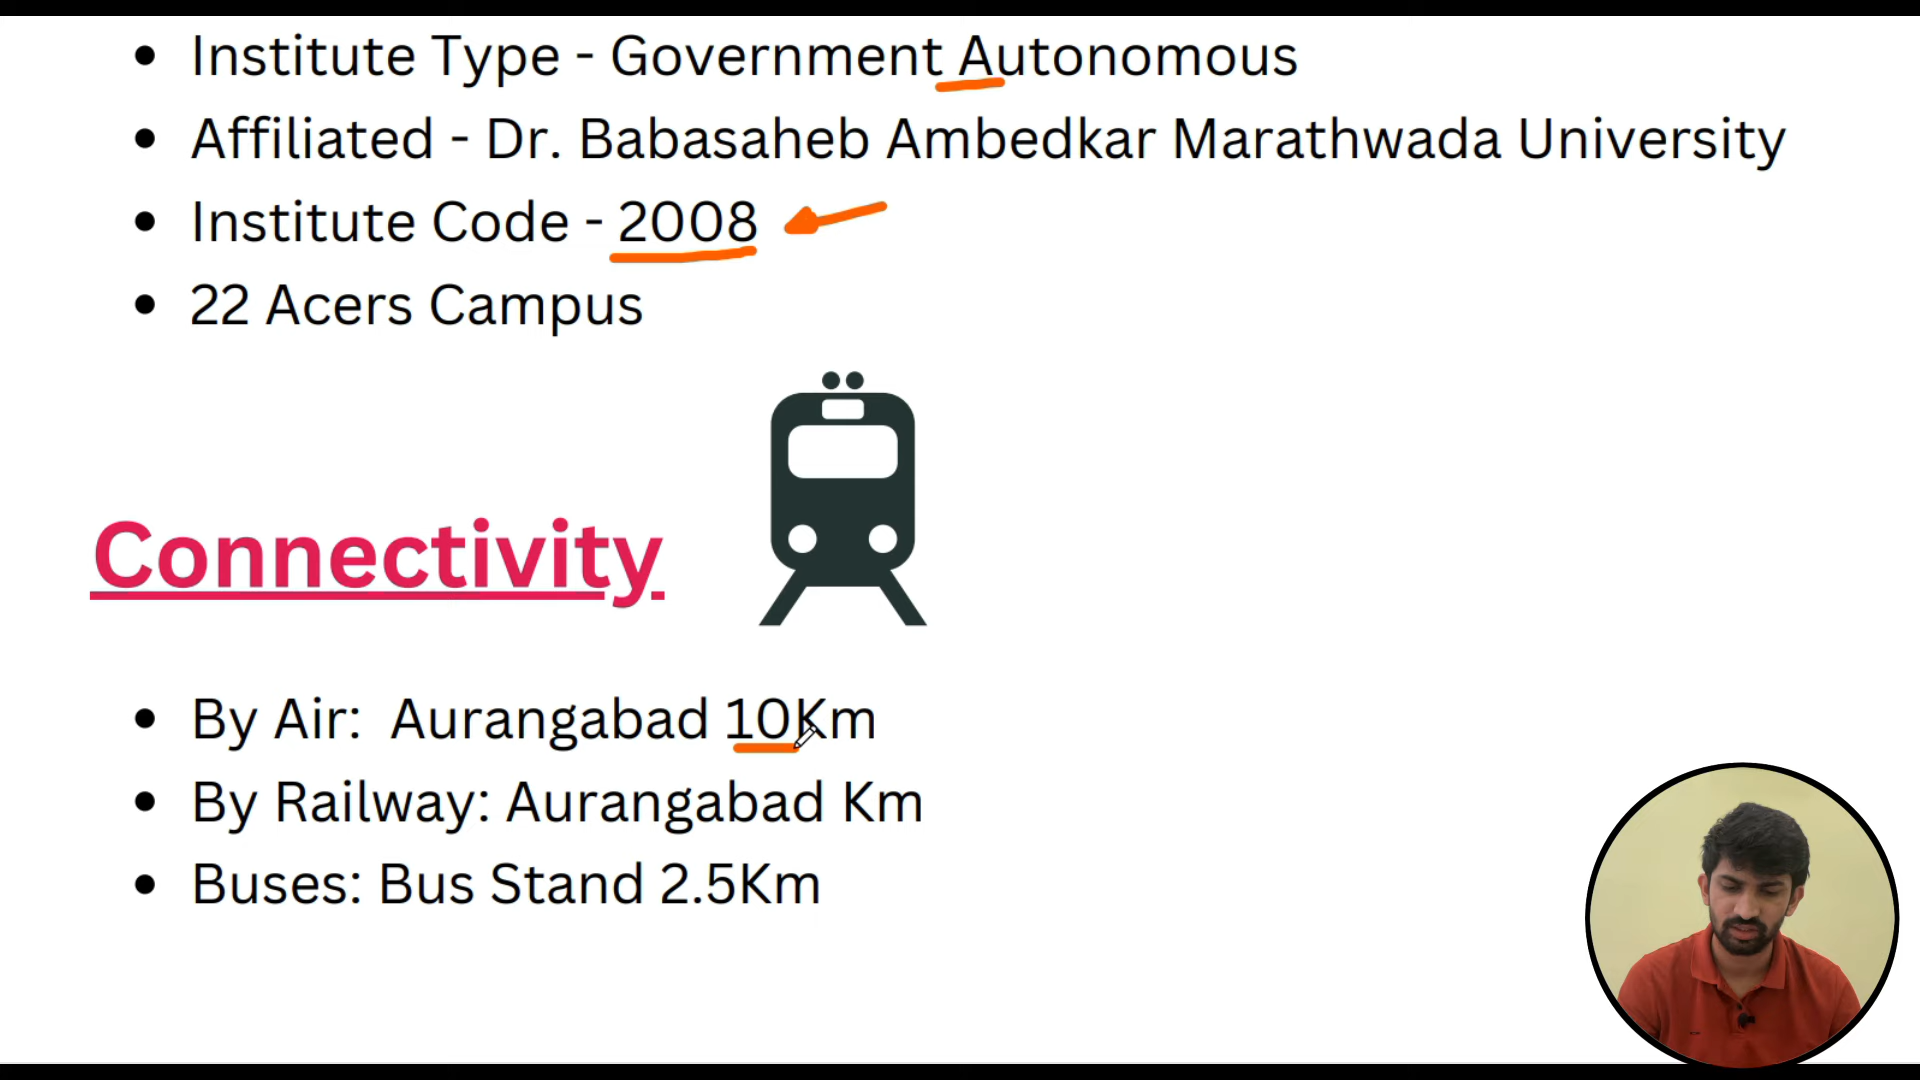 Institute Type - Government Autonomous
Affiliated - Dr. Babasaheb Ambedkar Marathwada University
Institute Code - 2008
22 Acers Campus
Connectivity
By Air: Aurangabad 10Km
By Railway: Aurangabad Km
Buses: Bus Stand 2.5Km